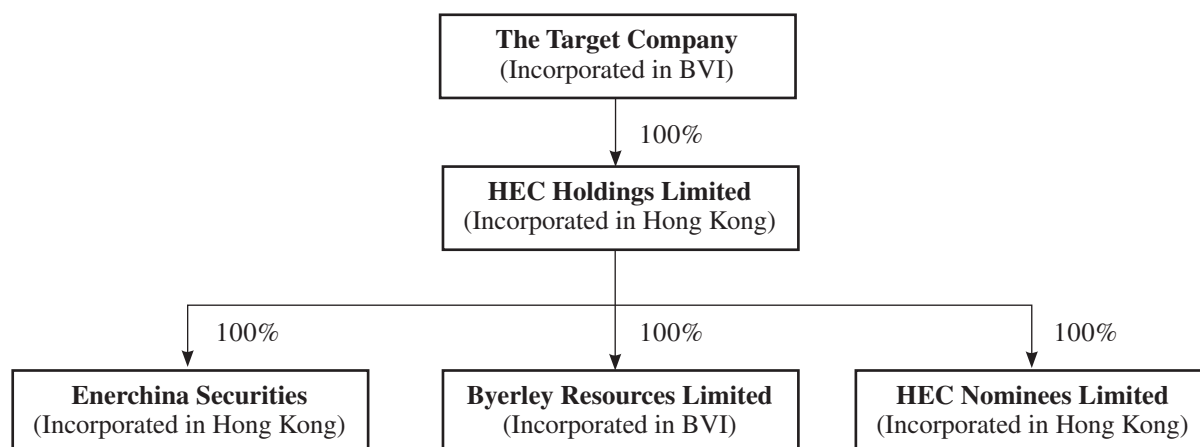 The Target Company
(Incorporated in BVI)
100%
HEC Holdings Limited
(Incorporated in Hong Kong)
100%
100%
100%
Enerchina Securities
(Incorporated in Hong Kong)
Byerley Resources Limited
(Incorporated in BVI)
HEC Nominees Limited
(Incorporated in Hong Kong)